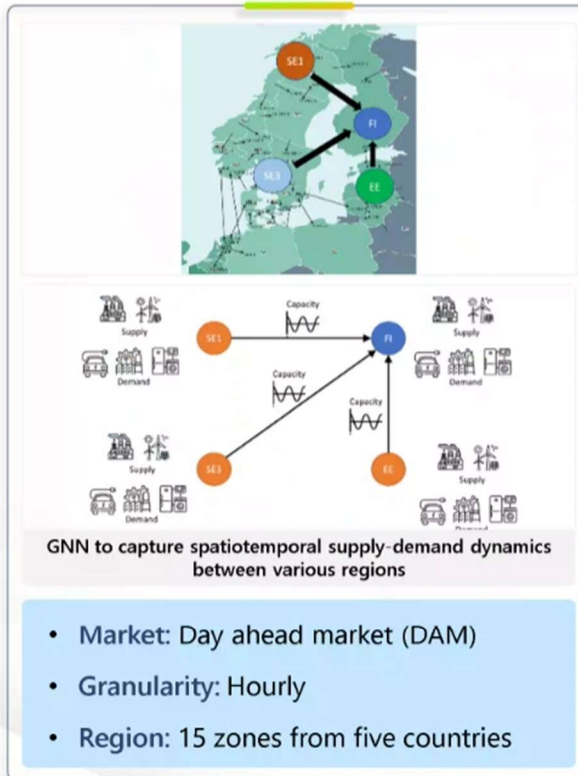 SE1
FI
SE3
EE
Capacity
Supply
Supply
SE1
FI
Demand
Capacity
Demand
Capacity
Supply
SE3
EE
Supply
Demand
Demand
GNN to capture spatiotemporal supply-demand dynamics
between various regions
• Market: Day ahead market (DAM)
• Granularity: Hourly
• Region: 15 zones from five countries